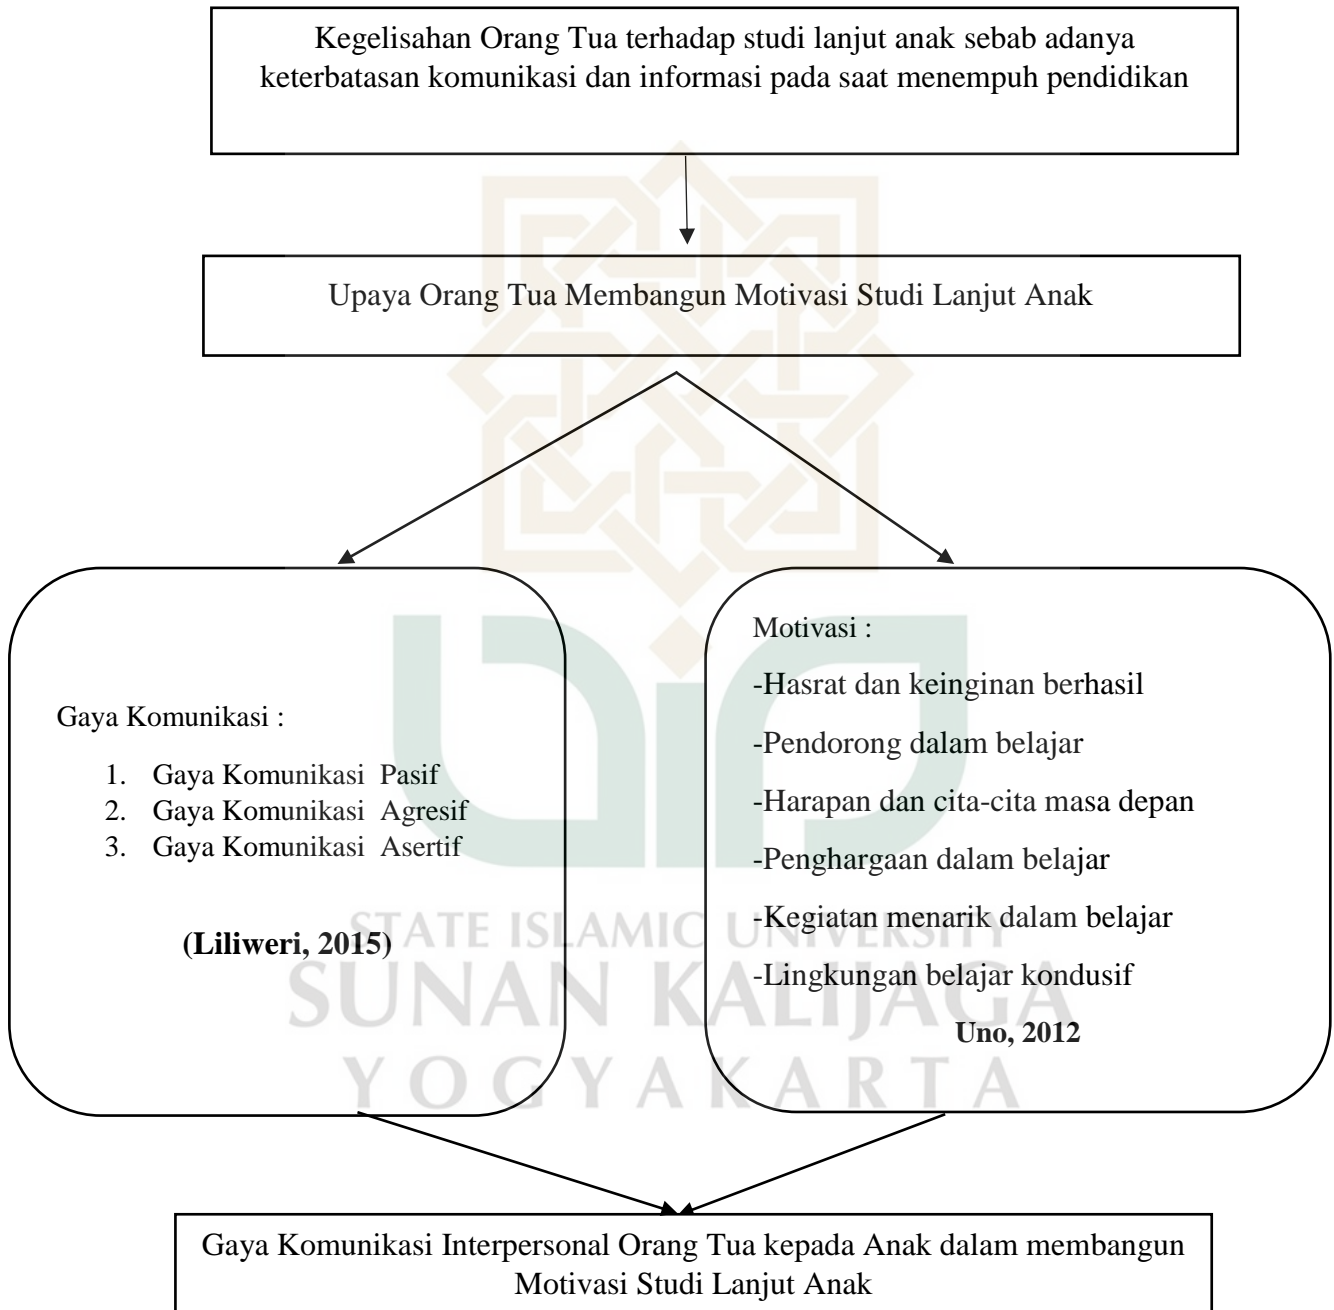 Kegelisahan Orang Tua terhadap studi lanjut anak sebab adanya
keterbatasan komunikasi dan informasi pada saat menempuh pendidikan
Upaya Orang Tua Membangun Motivasi Studi Lanjut Anak
Gaya Komunikasi :
1. Gaya Komunikasi Pasif
2. Gaya Komunikasi Agresif
3. Gaya Komunikasi Asertif
(Liliweri, 2015)
Motivasi :
-Hasrat dan keinginan berhasil
-Pendorong dalam belajar
-Harapan dan cita-cita masa depan
-Penghargaan dalam belajar
-Kegiatan menarik dalam belajar
-Lingkungan belajar kondusif
Uno, 2012
STATE ISLAMIC UNIVERSITY
SUNAN KALIJAGA
YOGYAKARTA
Gaya Komunikasi Interpersonal Orang Tua kepada Anak dalam membangun
Motivasi Studi Lanjut Anak